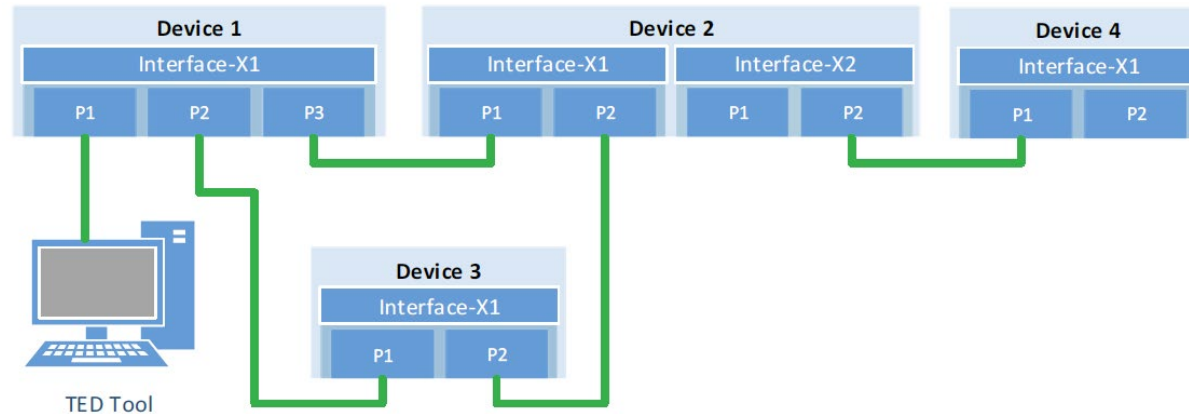 Device 1
Interface-X1
P1 P2 P3
Device 2
Interface-X1 Interface-X2
P1 P2 P1 P2
Device 4
Interface-X1
P1 P2
Device 3
Interface-X1
P1 P2
TED Tool